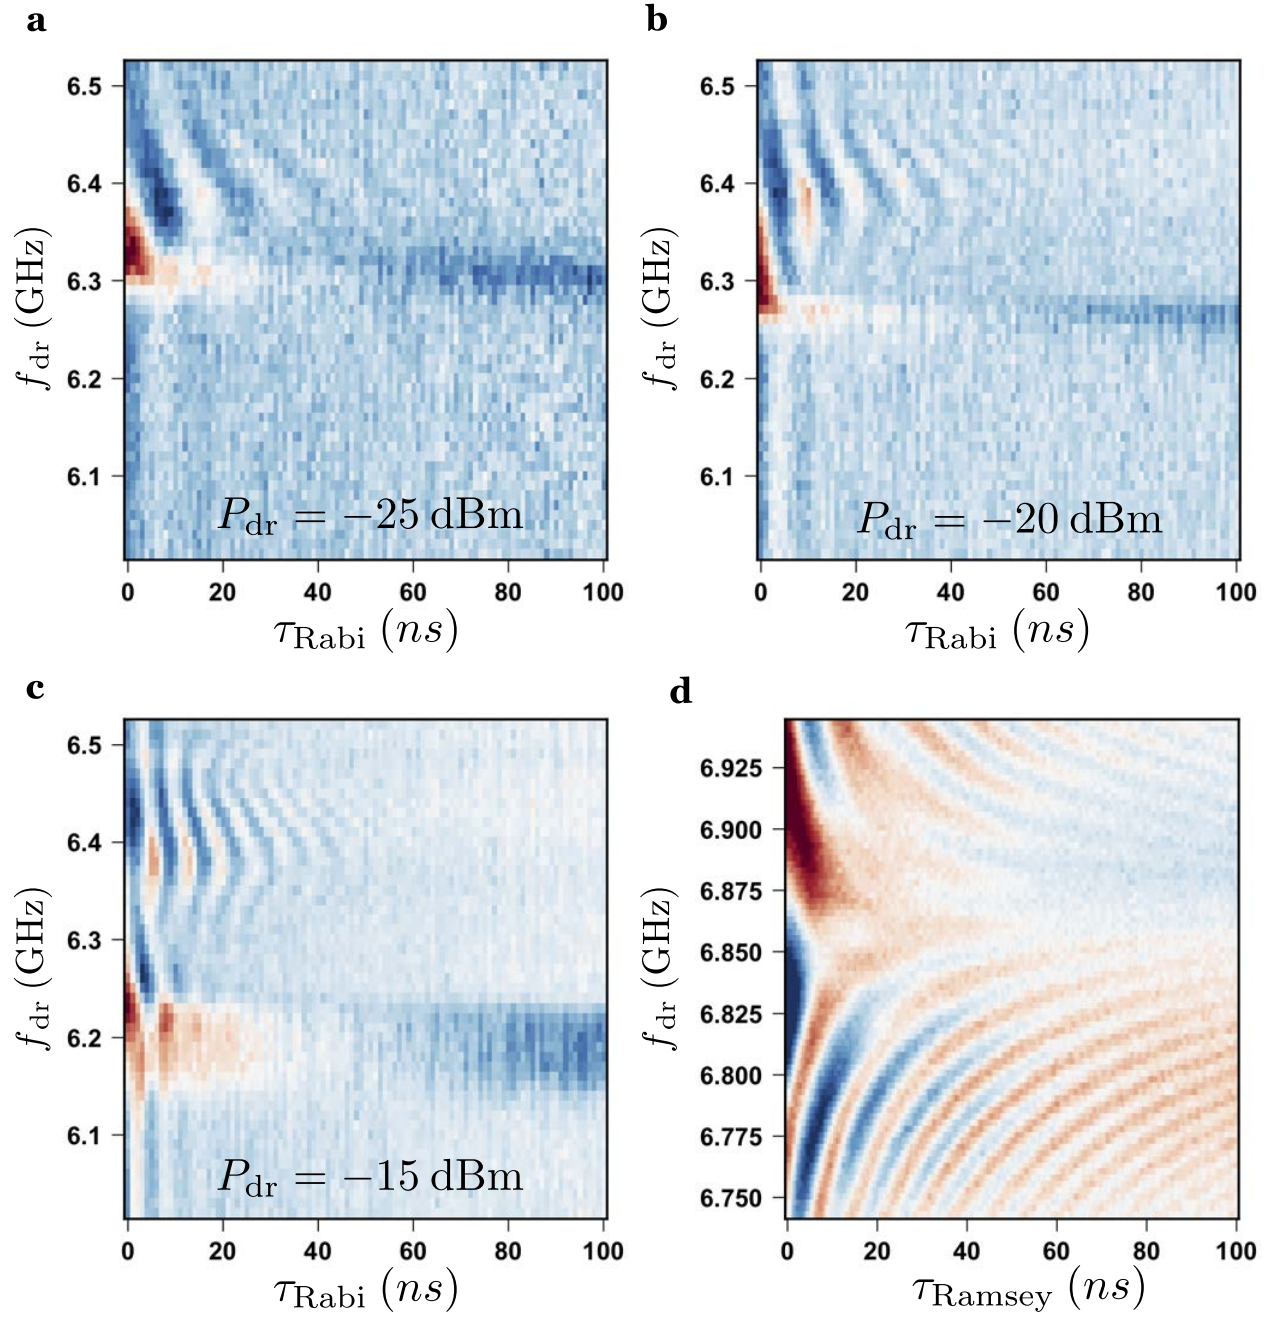 a
6.5
6.4
6.3
6.2
6.1
f_dr (GHz)
P_dr = −25 dBm
0 20 40 60 80 100
τ_Rabi (ns)
b
6.5
6.4
6.3
6.2
6.1
f_dr (GHz)
P_dr = −20 dBm
0 20 40 60 80 100
τ_Rabi (ns)
c
6.5
6.4
6.3
6.2
6.1
f_dr (GHz)
P_dr = −15 dBm
0 20 40 60 80 100
τ_Rabi (ns)
d
6.925
6.900
6.875
6.850
6.825
6.800
6.775
6.750
f_dr (GHz)
0 20 40 60 80 100
τ_Ramsey (ns)